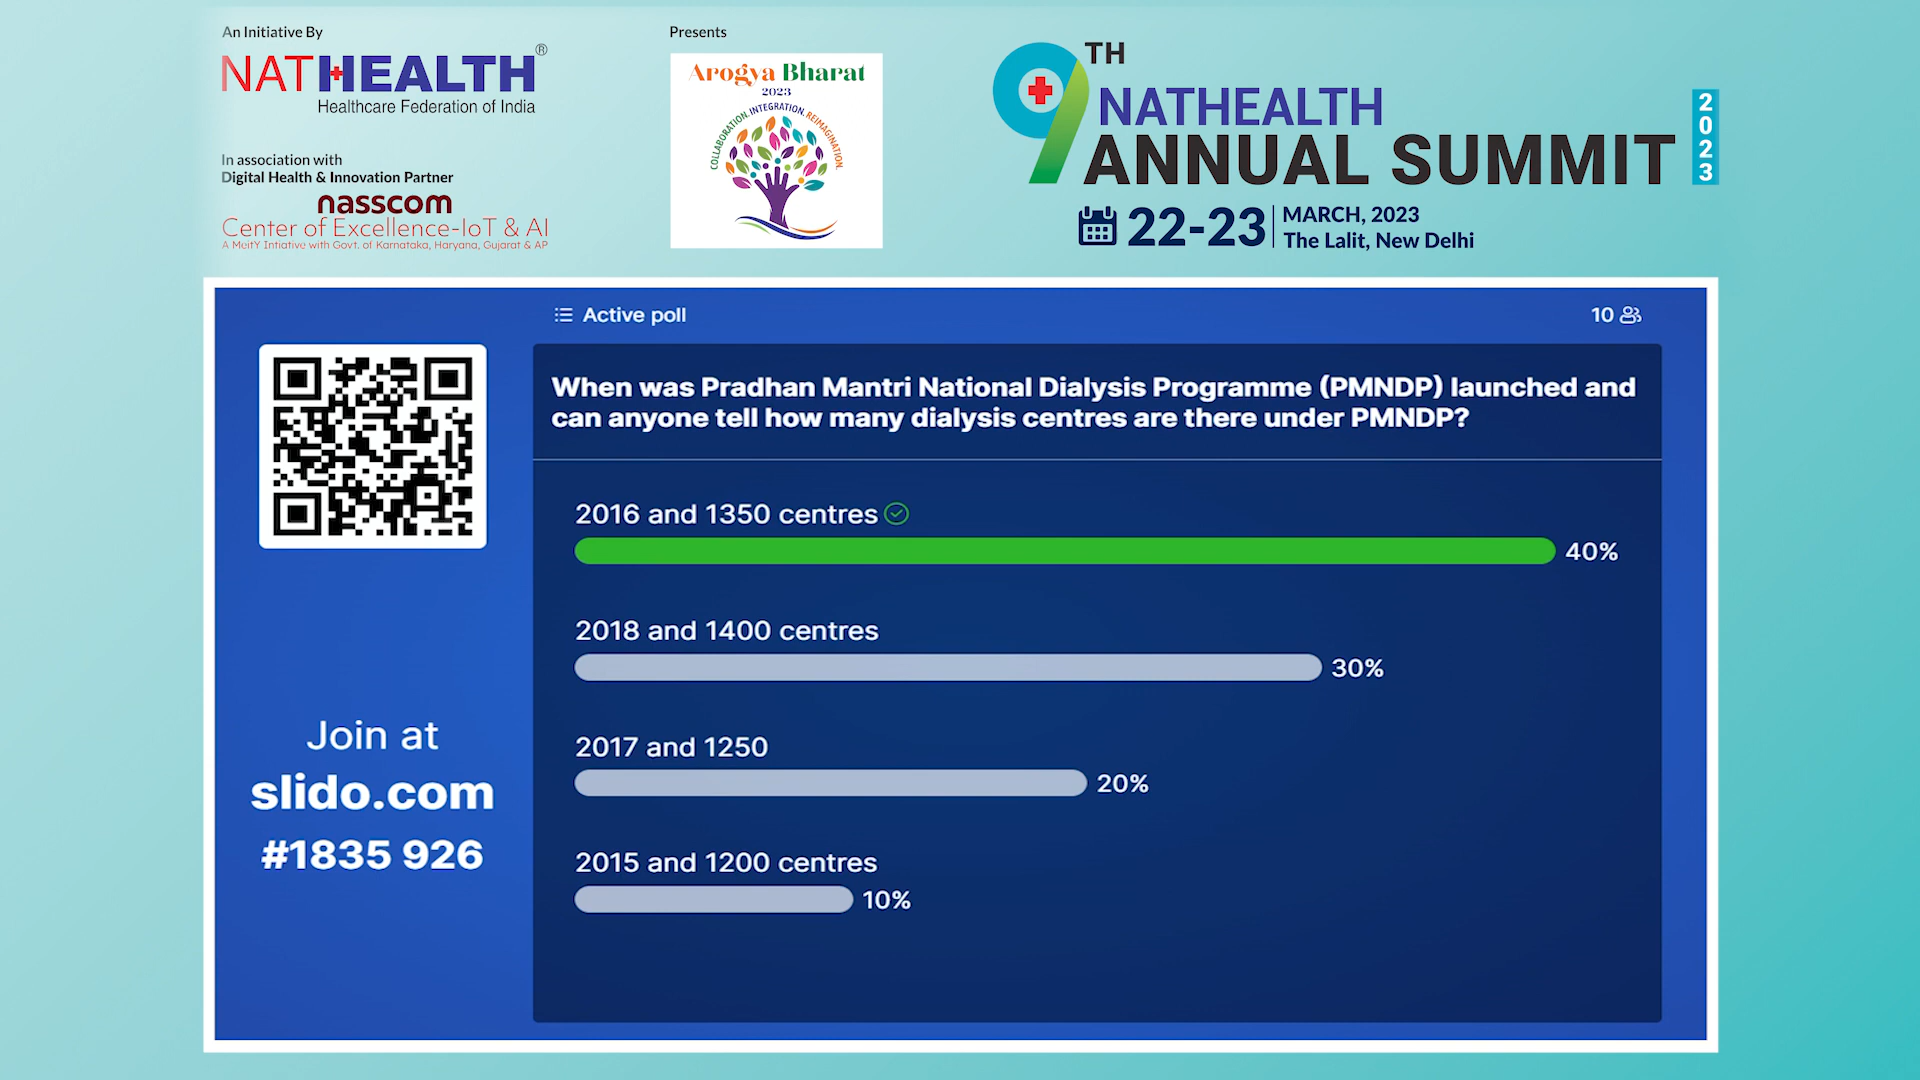 An Initiative By
NATHEALTH®
Healthcare Federation of India
In association with
Digital Health & Innovation Partner
nasscom
Center of Excellence-IoT & AI
A MeitY Intiative with Govt. of Karnataka, Haryana, Gujarat & AP
Presents
Arogya Bharat
2023
COLLABORATION. INTEGRATION. REIMAGINATION.
9TH
NATHEALTH
ANNUAL SUMMIT
2023
22-23
MARCH, 2023
The Lalit, New Delhi
Active poll
10
When was Pradhan Mantri National Dialysis Programme (PMNDP) launched and
can anyone tell how many dialysis centres are there under PMNDP?
2016 and 1350 centres
40%
2018 and 1400 centres
30%
2017 and 1250
20%
2015 and 1200 centres
10%
Join at
slido.com
#1835 926